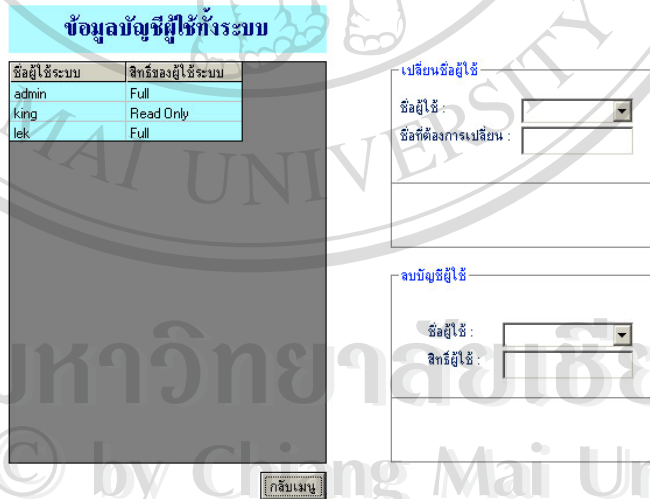 ข้อมูลบัญชีผู้ใช้ทั้งระบบ
ชื่อผู้ใช้ระบบ สิทธิ์ของผู้ใช้ระบบ
admin Full
king Read Only
lek Full
เปลี่ยนชื่อผู้ใช้
ชื่อผู้ใช้ :
ชื่อที่ต้องการเปลี่ยน :
ลบบัญชีผู้ใช้
ชื่อผู้ใช้ :
สิทธิ์ผู้ใช้ :
กลับเมนู
MAI UNIVERSITY
มหาวิทยาลัยเชีย
© by Chiang Mai Un